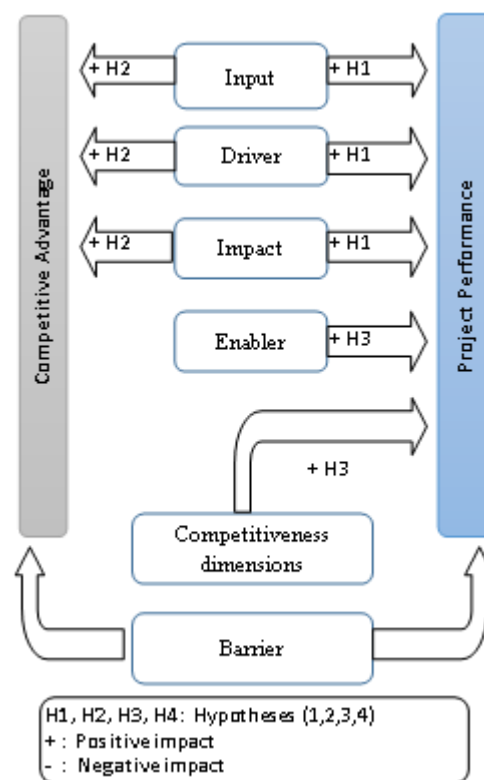 Competitive Advantage
+ H2
Input
+ H1
+ H2
Driver
+ H1
+ H2
Impact
+ H1
Enabler
+ H3
+ H3
Competitiveness
dimensions
Barrier
Project Performance
H1, H2, H3, H4: Hypotheses (1,2,3,4)
+ : Positive impact
- : Negative impact